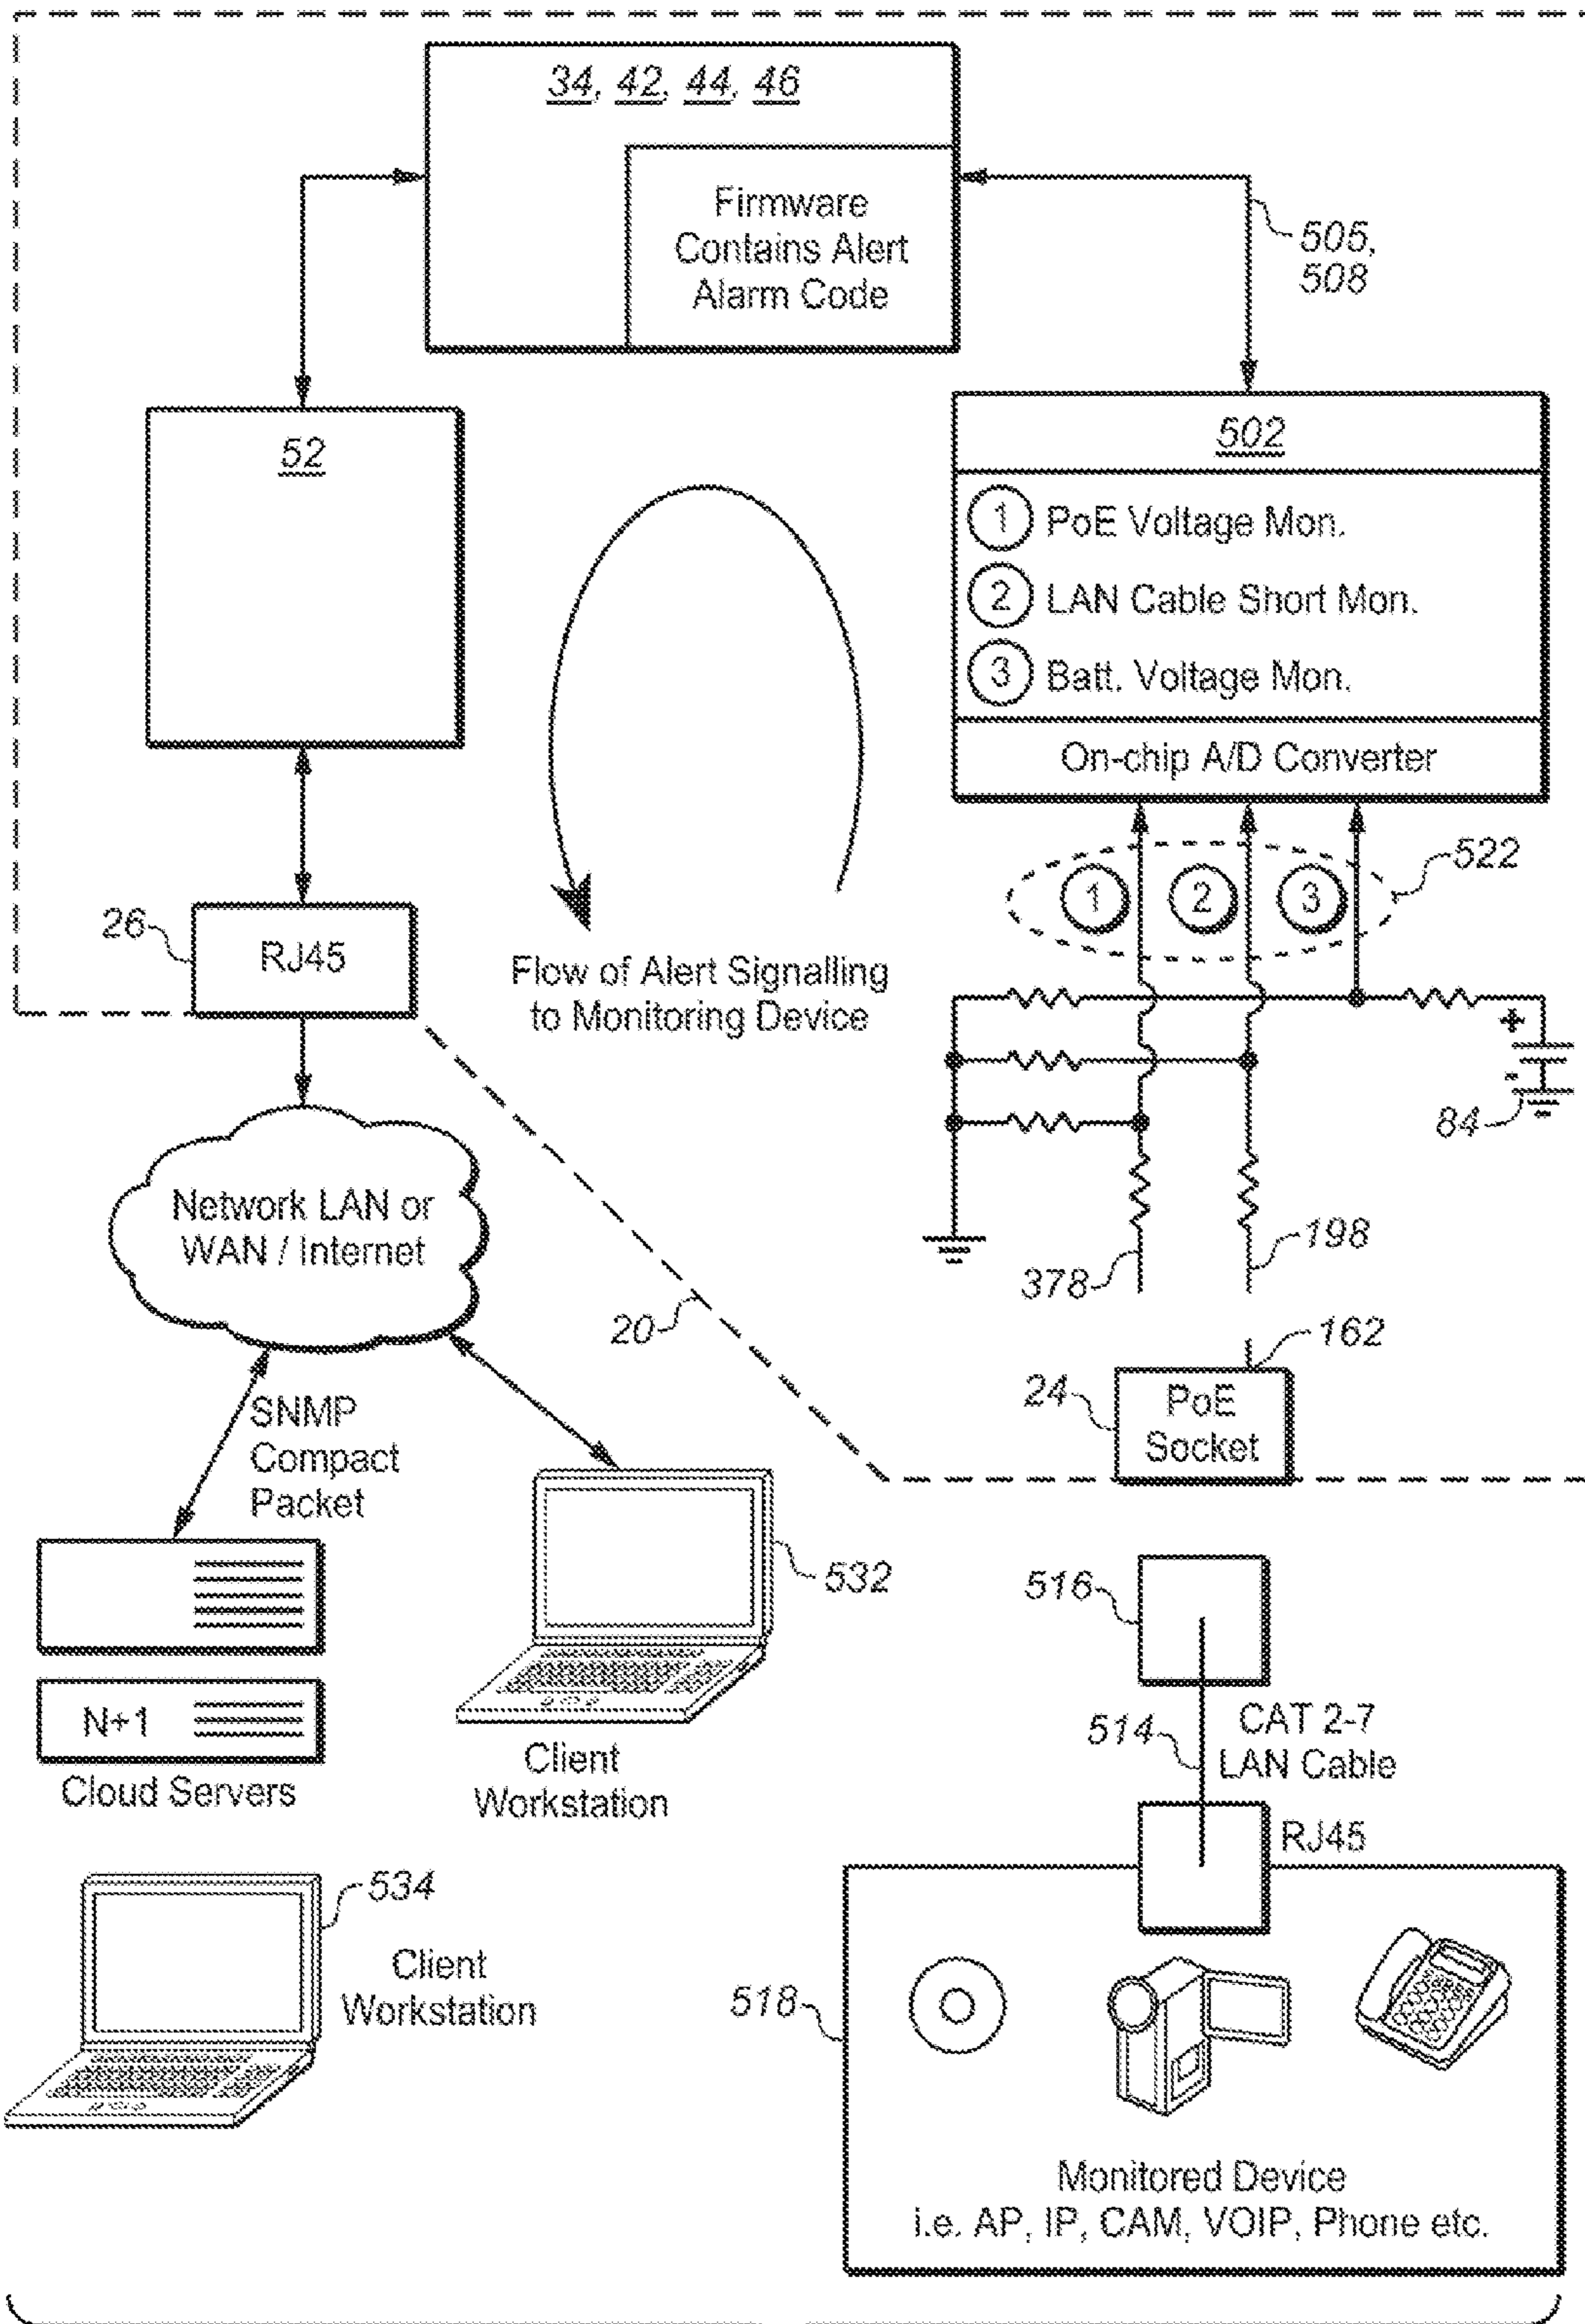 34, 42, 44, 46
Firmware
Contains Alert
Alarm Code
505,
508
52
502
1 PoE Voltage Mon.
2 LAN Cable Short Mon.
3 Batt. Voltage Mon.
On-chip A/D Converter
1 2 3
522
26
RJ45
Flow of Alert Signalling
to Monitoring Device
+
-
84
Network LAN or
WAN / Internet
378
198
20
162
24
PoE
Socket
SNMP
Compact
Packet
532
516
N+1
Cloud Servers
Client
Workstation
514
CAT 2-7
LAN Cable
RJ45
534
Client
Workstation
518
Monitored Device
i.e. AP, IP, CAM, VOIP, Phone etc.